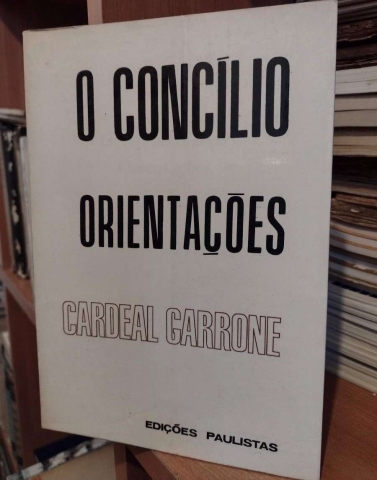 O CONCÍLIO
ORIENTAÇÕES
CARDEAL GARRONE
EDIÇÕES PAULISTAS